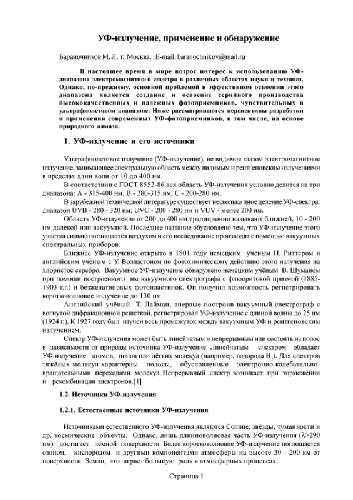 УФ-излучение, применение и обнаружение
Бараночников М.Л. г. Москва. E-mail. baranochnikov@mail.ru
В настоящее время в мире возрос интерес к использованию УФ-
диапазона электромагнитного спектра в различных областях науки и техники.
Однако, по-прежнему, основной проблемой в эффективном освоении этого
диапазона является создание и освоение серийного производства
высококачественных и надежных фотоприемников, чувствительных в
ультрафиолетовом диапазоне. Ниже рассматриваются перспективы разработки
и применения современных УФ-фотоприемников, в том числе, на основе
природного алмаза.
1. УФ-излучение и его источники
Ультрафиолетовое излучение (УФ-излучение), невидимое глазом электромагнитное
излучение, занимающее спектральную область между видимым и рентгеновским излучениями
в пределах длин волн от 10 до 400 нм.
В соответствии с ГОСТ 8552-86 вся область УФ-излучения условно делится на три
диапазона: А - 315-400 нм, В - 280-315 нм, С - 200-280 нм
В зарубежной технической литературе существует несколько иное деление УФ-спектра:
диапазон UVB - 280 - 320 нм; UVC - 200 - 280 нм и VUV - менее 200 нм.
Область УФ-излучения от 200 до 400 нм традиционно называют ближней, 10 - 200
нм далекой или вакуумной. Последнее название обусловлено тем, что УФ-излучение этого
участка сильно поглощается воздухом и его исследование производят с помощью вакуумных
спектральных приборов.
Близкое УФ-излучение открыто в 1801 году немецким учёным Н. Риттером и
английским ученым У. Волластоном по фотохимическому действию этого излучения на
хлористое серебро. Вакуумное УФ-излучение обнаружено немецким учёным В. Шуманом
при помощи построенного им вакуумного спектрографа с флюоритовой призмой (1885-
1903 г.г.) и безжелатиновых фотопластинок. Он получил возможность регистрировать
коротковолновое излучение до 130 нм.
Английский учёный Т. Лайман, впервые построив вакуумный спектрограф с
вогнутой дифракционной решеткой, регистрировал УФ-излучение с длиной волны до 25 нм
(1924 г.). К 1927 году был изучен весь промежуток между вакуумным УФ и рентгеновским
излучением.
Спектр УФ-излучения может быть линейчатым и непрерывным или состоять из полос
в зависимости от природы источника УФ-излучения. Линейчатым спектром обладает
УФ-излучение атомов, ионов или лёгких молекул (например, водорода H₂). Для спектров
тяжёлых молекул характерны полосы, обусловленные электронно-колебательно-
вращательными переходами молекул. Непрерывный спектр возникает при торможении
и рекомбинации электронов.[1]
1.2. Источники УФ-излучения
1.2.1. Естественные источники УФ-излучения
Источниками естественного УФ-излучения являются Солнце, звёзды, туманности и
др. космические объекты. Однако, лишь длинноволновая часть УФ-излучения (λ>290
нм) достигает земной поверхности. Более коротковолновое УФ-излучение поглощается
озоном, кислородом и другими компонентами атмосферы на высоте 30 - 200 км от
поверхности Земли, что играет большую роль в атмосферных процессах.
Страница 1